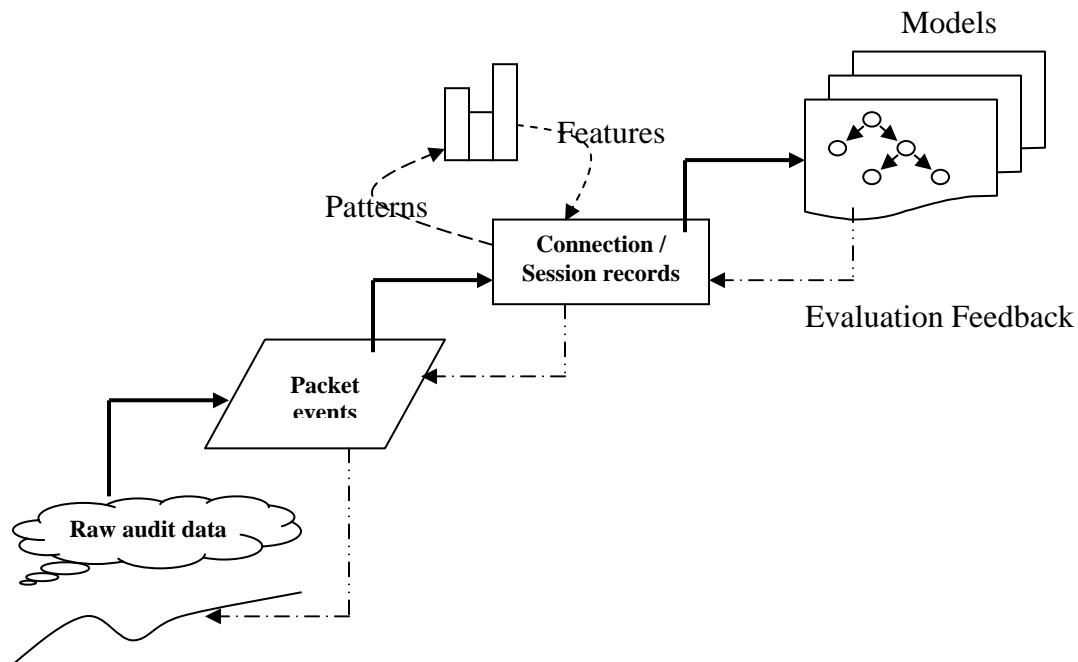 Models
Features
Patterns
Connection /
Session records
Evaluation Feedback
Packet
events
Raw audit data